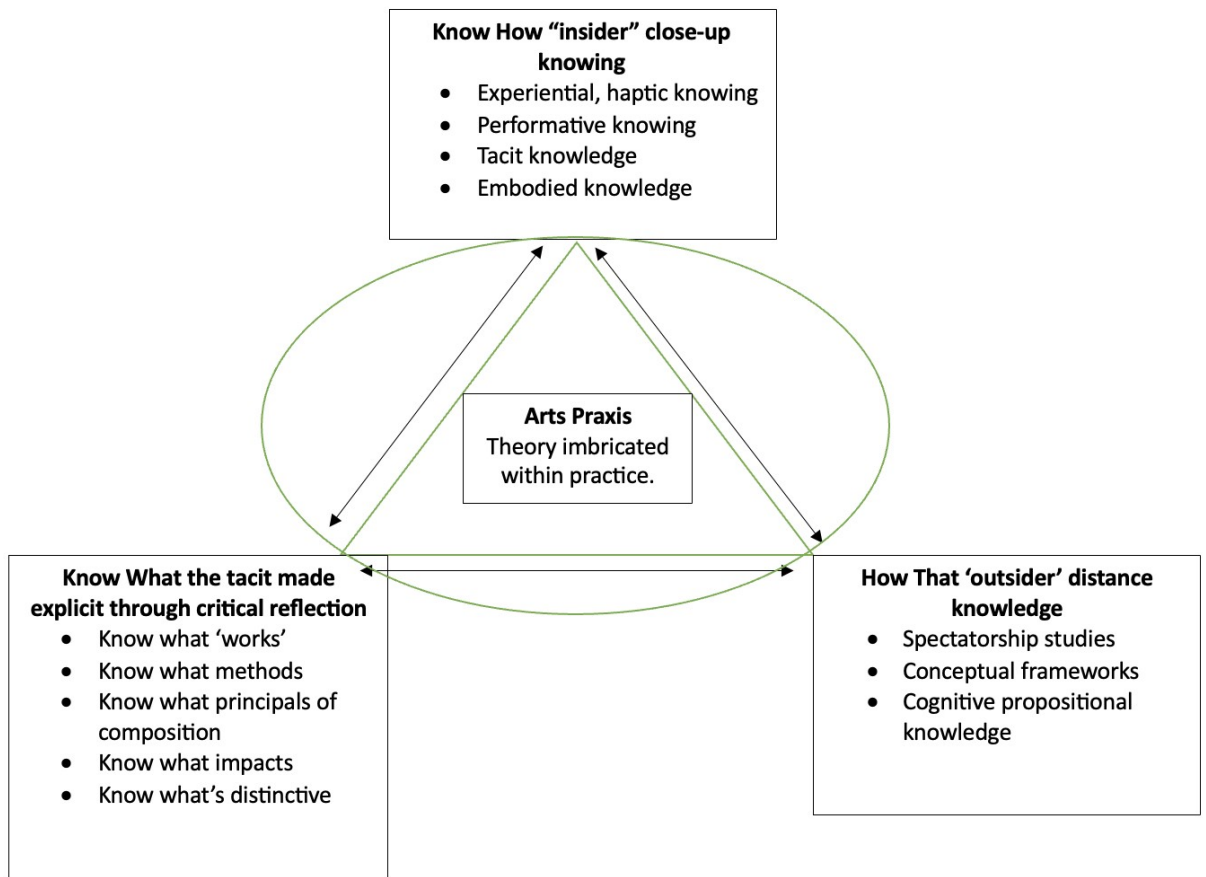 Know How “insider” close-up
knowing
• Experiential, haptic knowing
• Performative knowing
• Tacit knowledge
• Embodied knowledge
Arts Praxis
Theory imbricated
within practice.
Know What the tacit made
explicit through critical reflection
• Know what ‘works’
• Know what methods
• Know what principals of
composition
• Know what impacts
• Know what’s distinctive
How That ‘outsider’ distance
knowledge
• Spectatorship studies
• Conceptual frameworks
• Cognitive propositional
knowledge